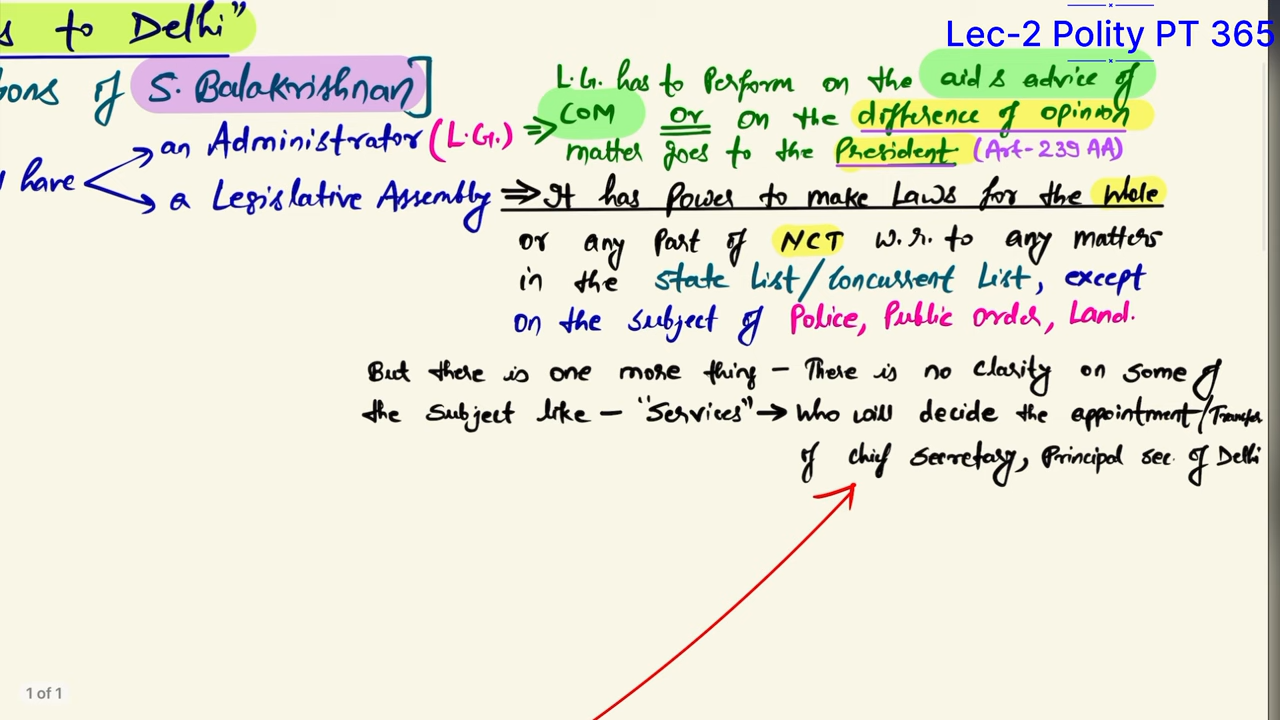 s to Delhi"
Lec-2 Polity PT 365
ons of S. Balakrishnan]
L.G. has to perform on the aid & advice of
COM or on the difference of opinion
matter goes to the President (Art-239 AA)
an Administrator (L.G.) ⇒
have
a Legislative Assembly ⇒ It has Power to make Laws for the whole
or any Part of NCT w.r. to any matters
in the State List/Concurrent List, except
on the subject of Police, Public order, Land.
But there is one more thing – There is no clarity on some of
the subject like – "Services" → who will decide the appointment/Transfer
of chief secretary, Principal sec. of Delhi
1 of 1